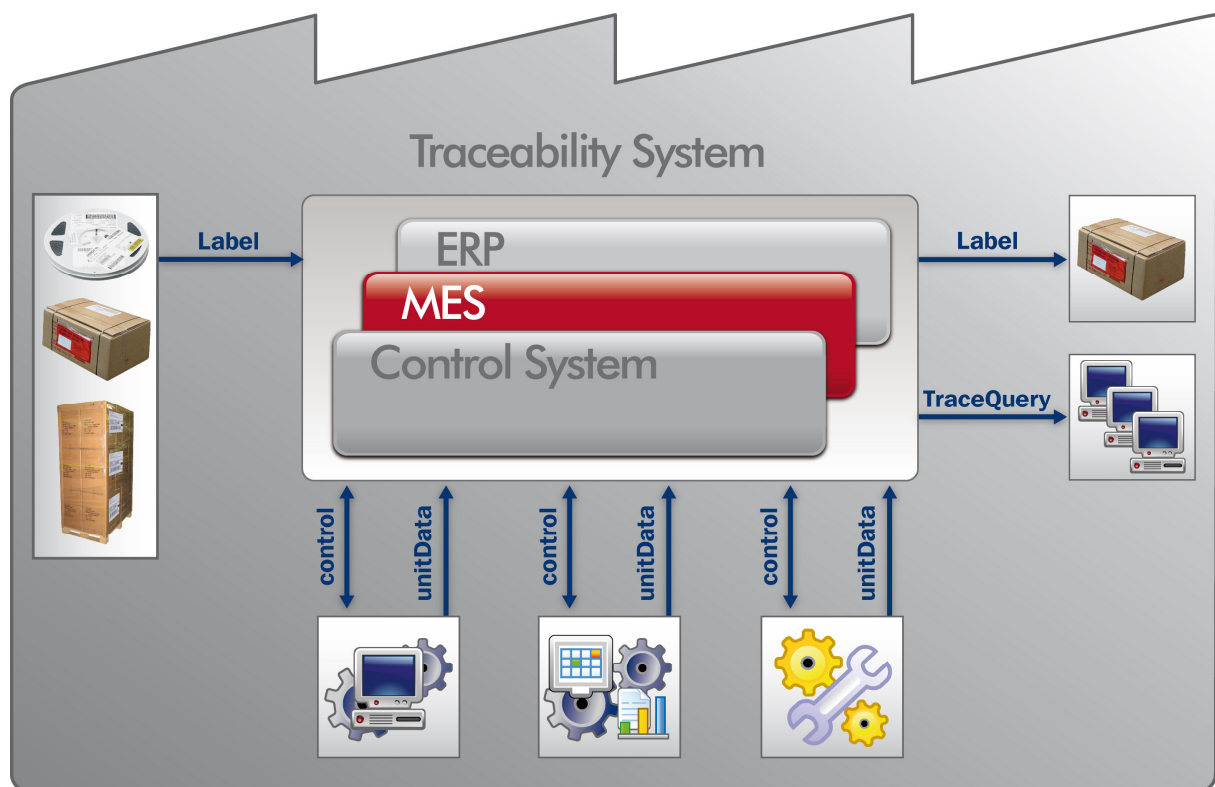 Traceability System
Label
ERP
MES
Control System
Label
TraceQuery
control
unitData
control
unitData
control
unitData